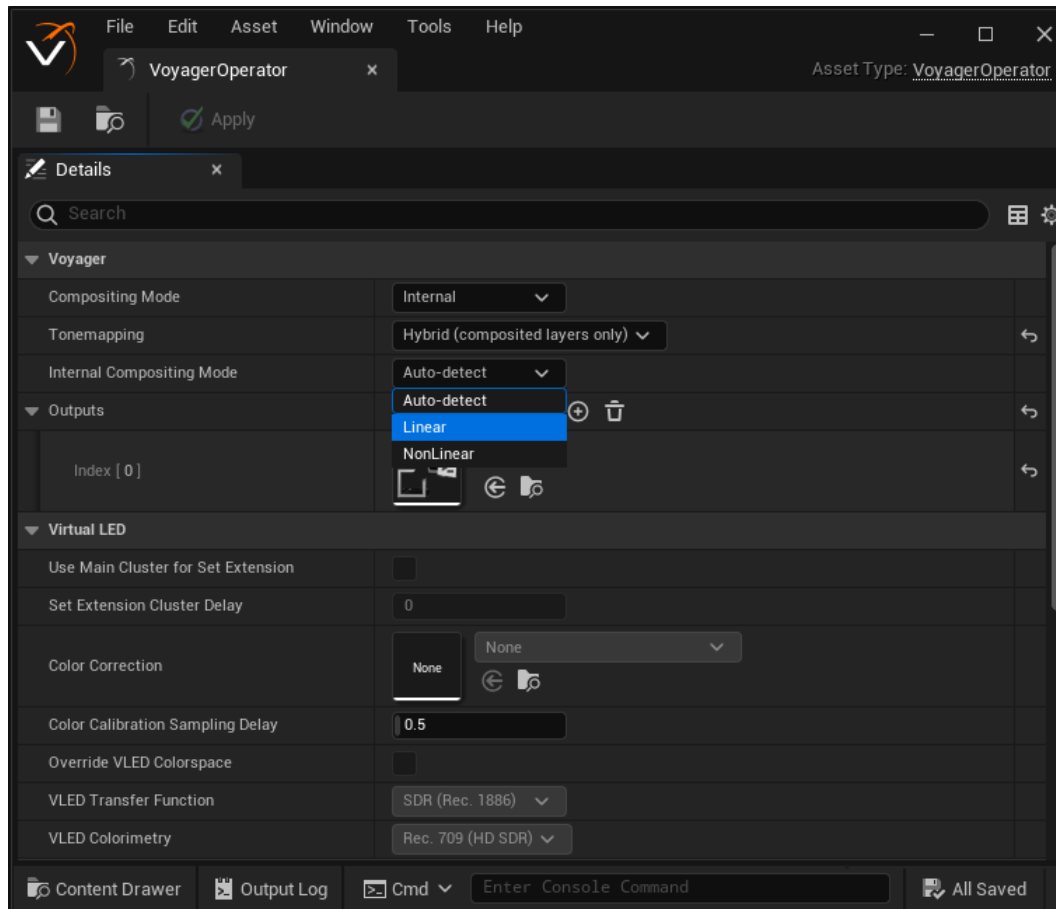 File Edit Asset Window Tools Help
VoyagerOperator
Asset Type: VoyagerOperator
Apply
Details
Search
Voyager
Compositing Mode Internal
Tonemapping Hybrid (composited layers only)
Internal Compositing Mode Auto-detect
Auto-detect
Outputs
Linear
NonLinear
Index [ 0 ]
Virtual LED
Use Main Cluster for Set Extension
Set Extension Cluster Delay 0
None
Color Correction None
Color Calibration Sampling Delay 0.5
Override VLED Colorspace
VLED Transfer Function SDR (Rec. 1886)
VLED Colorimetry Rec. 709 (HD SDR)
Content Drawer Output Log Cmd Enter Console Command All Saved